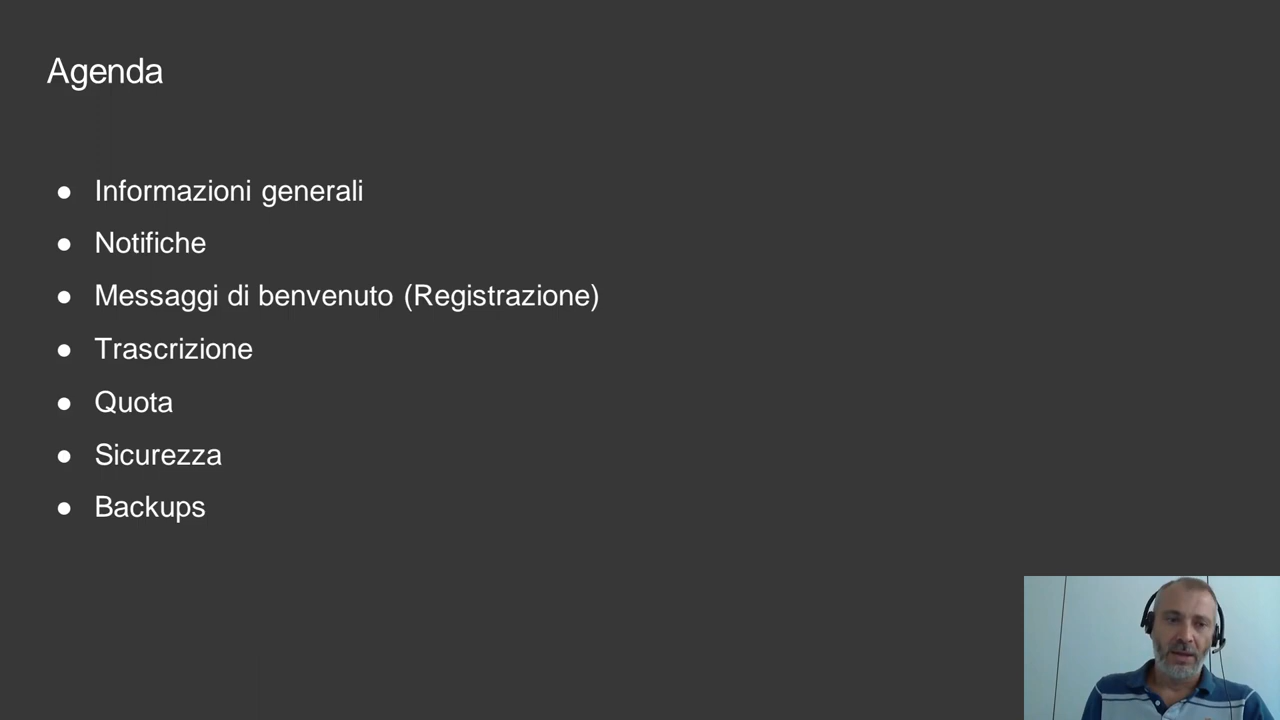 Agenda
● Informazioni generali
● Notifiche
● Messaggi di benvenuto (Registrazione)
● Trascrizione
● Quota
● Sicurezza
● Backups